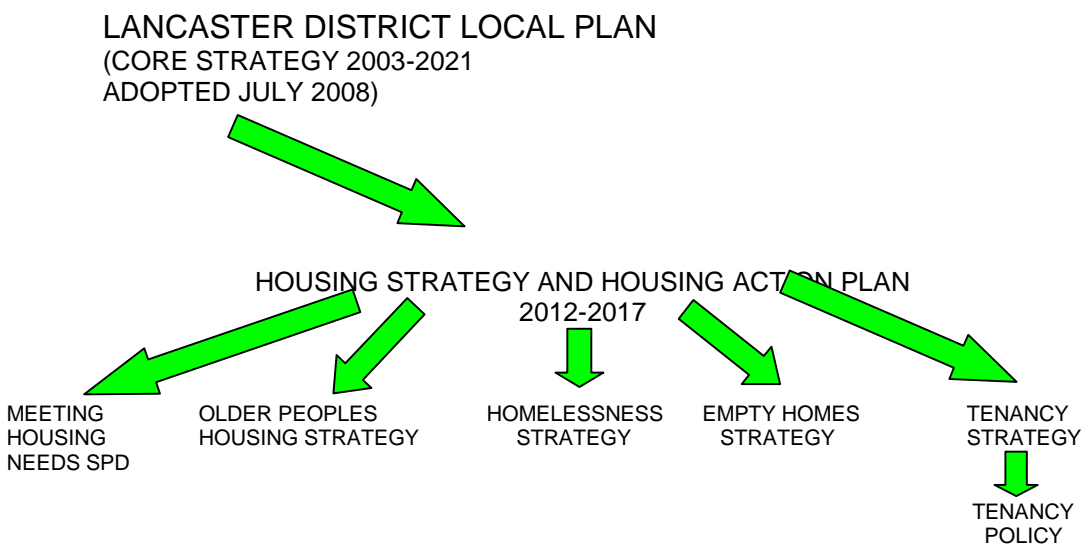 LANCASTER DISTRICT LOCAL PLAN
(CORE STRATEGY 2003-2021
ADOPTED JULY 2008)
HOUSING STRATEGY AND HOUSING ACTION PLAN
2012-2017
MEETING
HOUSING
NEEDS SPD
OLDER PEOPLES
HOUSING STRATEGY
HOMELESSNESS
STRATEGY
EMPTY HOMES
STRATEGY
TENANCY
STRATEGY
TENANCY
POLICY